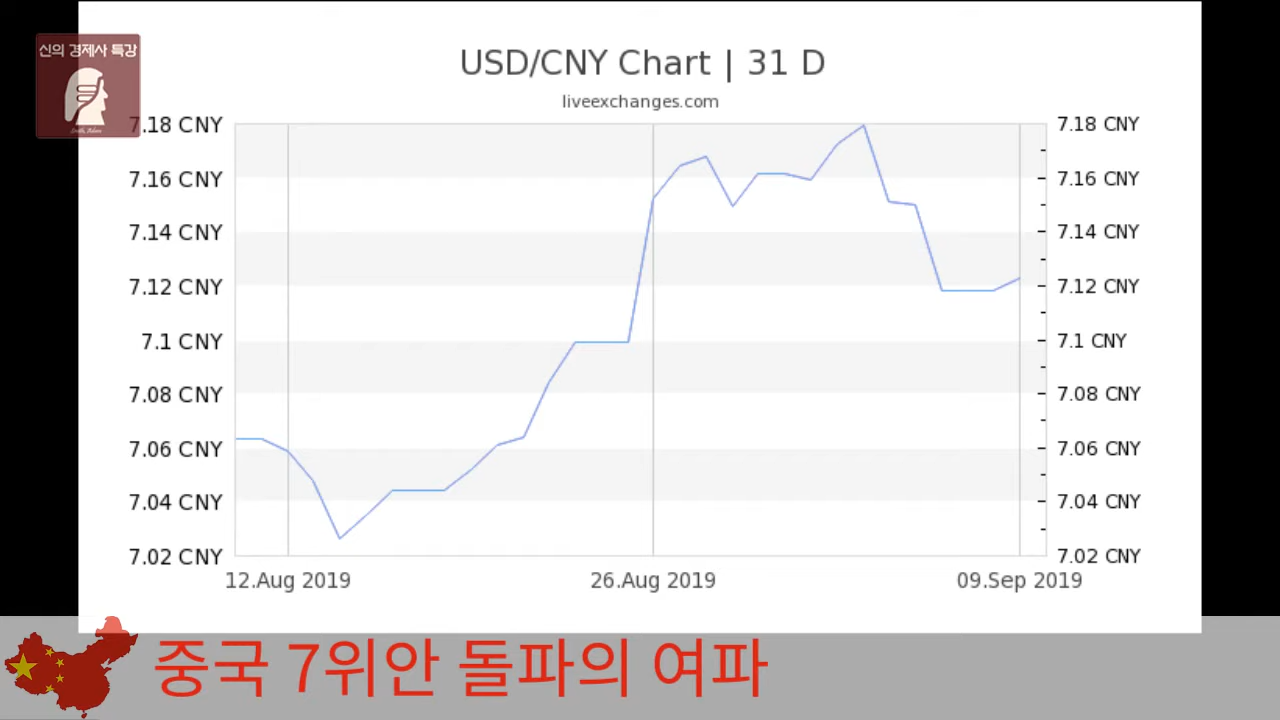 신의 경제사 특강
USD/CNY Chart | 31 D
liveexchanges.com
7.18 CNY 7.18 CNY
7.16 CNY 7.16 CNY
7.14 CNY 7.14 CNY
7.12 CNY 7.12 CNY
7.1 CNY 7.1 CNY
7.08 CNY 7.08 CNY
7.06 CNY 7.06 CNY
7.04 CNY 7.04 CNY
7.02 CNY 7.02 CNY
12.Aug 2019 26.Aug 2019 09.Sep 2019
중국 7위안 돌파의 여파